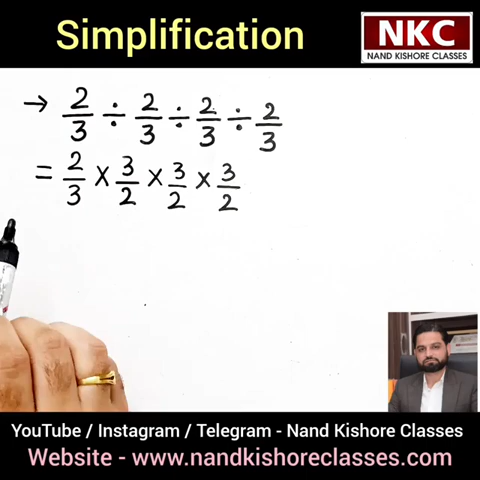 Simplification
NKC
NAND KISHORE CLASSES
→ 2/3 ÷ 2/3 ÷ 2/3 ÷ 2/3
= 2/3 × 3/2 × 3/2 × 3/2
YouTube / Instagram / Telegram - Nand Kishore Classes
Website - www.nandkishoreclasses.com